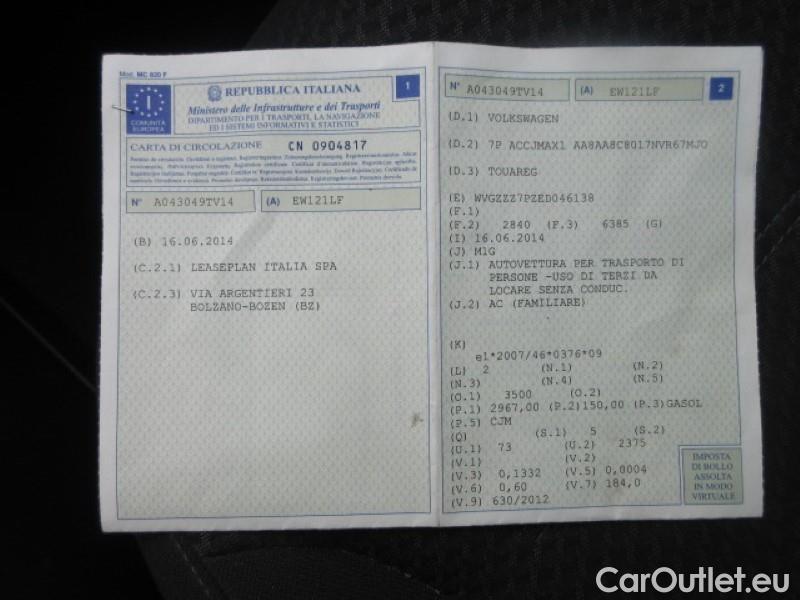 Mod. MC 820 F
I
COMUNITÀ
EUROPEA
REPUBBLICA ITALIANA
Ministero delle Infrastrutture e dei Trasporti
DIPARTIMENTO PER I TRASPORTI, LA NAVIGAZIONE
ED I SISTEMI INFORMATIVI E STATISTICI
1
CARTA DI CIRCOLAZIONE CN 0904817
N° A043049TV14 (A) EW121LF
(B) 16.06.2014
(C.2.1) LEASEPLAN ITALIA SPA
(C.2.3) VIA ARGENTIERI 23
BOLZANO-BOZEN (BZ)
N° A043049TV14 (A) EW121LF 2
(D.1) VOLKSWAGEN
(D.2) 7P ACCJMAX1 AA8AA8C8Q17NVR67MJO
(D.3) TOUAREG
(E) WVGZZZ7PZED046138
(F.1)
(F.2) 2840 (F.3) 6385 (G)
(I) 16.06.2014
(J) M1G
(J.1) AUTOVETTURA PER TRASPORTO DI
PERSONE -USO DI TERZI DA
LOCARE SENZA CONDUC.
(J.2) AC (FAMILIARE)
(K)
e1*2007/46*0376*09
(L) 2 (N.1) (N.2)
(N.3) (N.4) (N.5)
(O.1) 3500 (O.2)
(P.1) 2967,00 (P.2)150,00 (P.3)GASOL
(P.5) CJM
(Q) (S.1) 5 (S.2)
(U.1) 73 (U.2) 2375
(V.1) (V.2)
(V.3) 0,1332 (V.5) 0,0004
(V.6) 0,60 (V.7) 184,0
(V.9) 630/2012
IMPOSTA
DI BOLLO
ASSOLTA
IN MODO
VIRTUALE
CarOutlet.eu